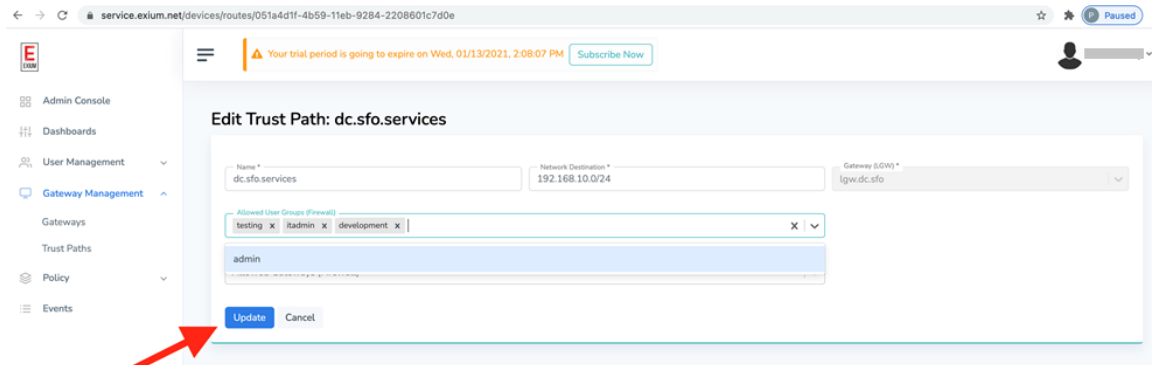 service.exium.net/devices/routes/051a4d1f-4b59-11eb-9284-2208601c7d0e
P Paused
E
EXIUM
Your trial period is going to expire on Wed, 01/13/2021, 2:08:07 PM Subscribe Now
Admin Console
Dashboards
User Management
Gateway Management
Gateways
Trust Paths
Policy
Events
Edit Trust Path: dc.sfo.services
Name *
dc.sfo.services
Network Destination *
192.168.10.0/24
Gateway (LGW) *
lgw.dc.sfo
Allowed User Groups (Firewall)
testing x itadmin x development x
admin
Update Cancel